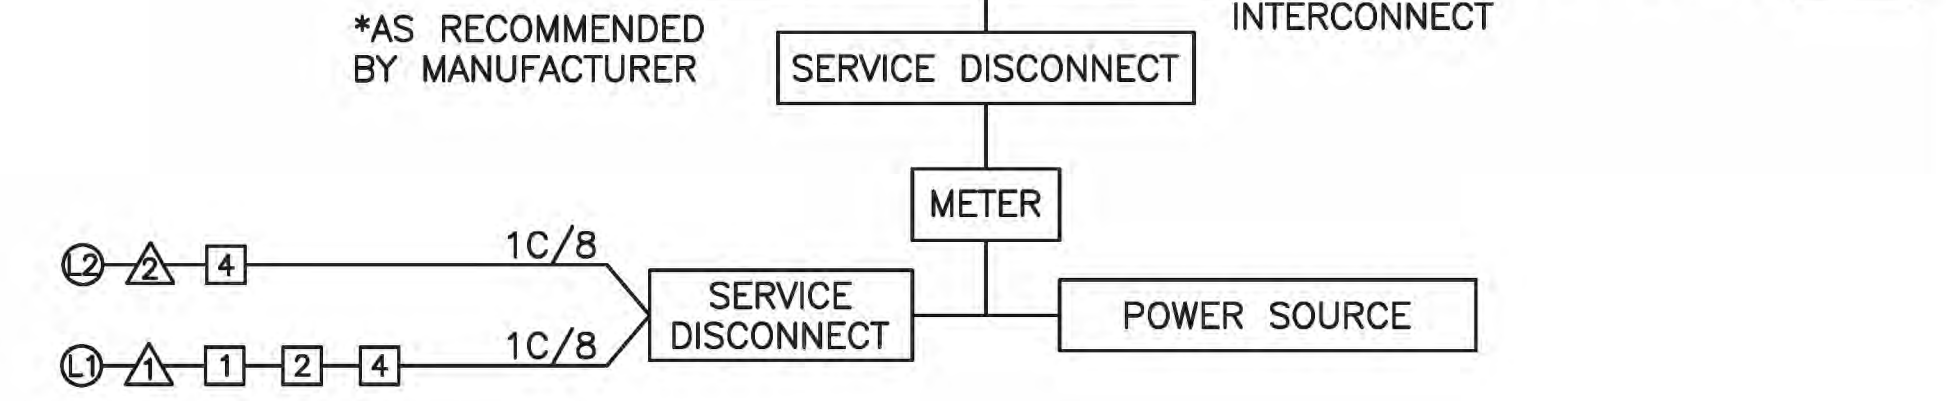 *AS RECOMMENDED
BY MANUFACTURER
INTERCONNECT
SERVICE DISCONNECT
METER
L2 2 4 1C/8
SERVICE
DISCONNECT
POWER SOURCE
L1 1 1 2 4 1C/8